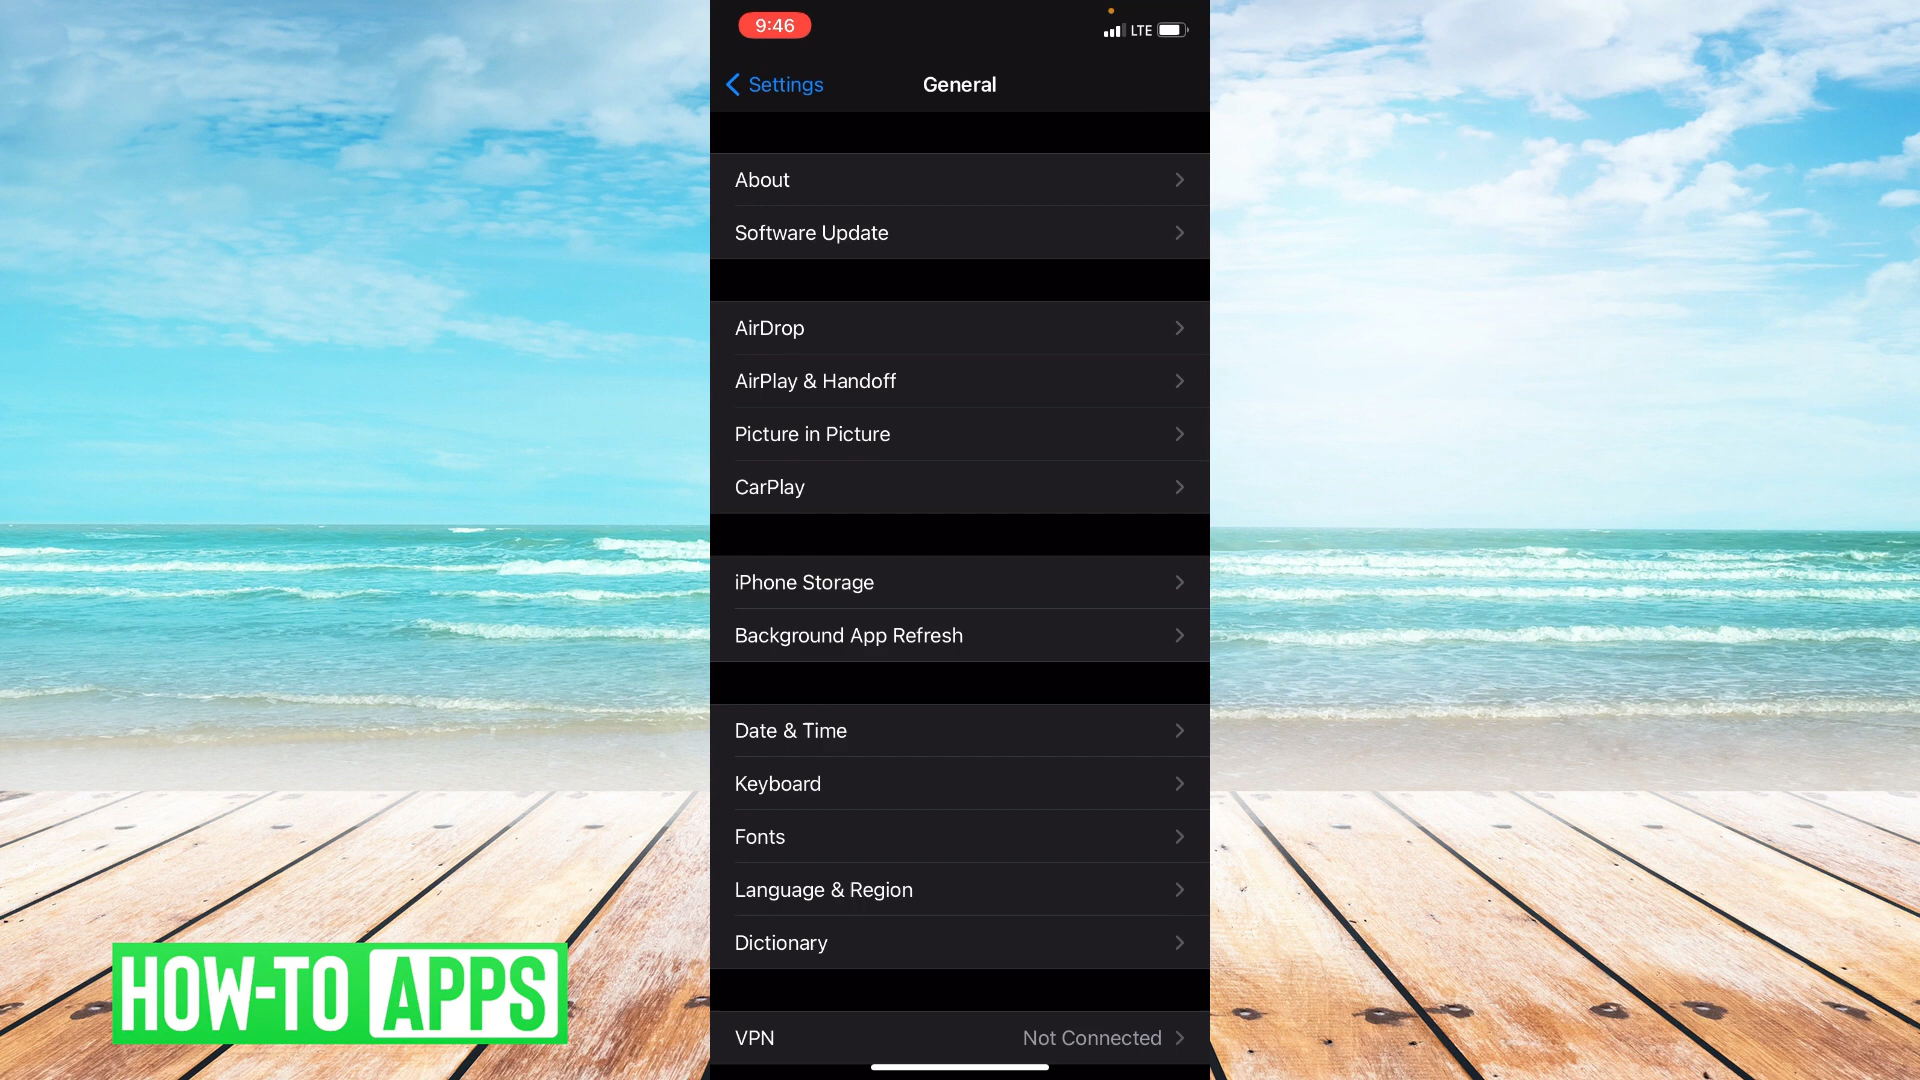 9:46
LTE
Settings
General
About
Software Update
AirDrop
AirPlay & Handoff
Picture in Picture
CarPlay
iPhone Storage
Background App Refresh
Date & Time
Keyboard
Fonts
Language & Region
Dictionary
VPN Not Connected
HOW-TO APPS